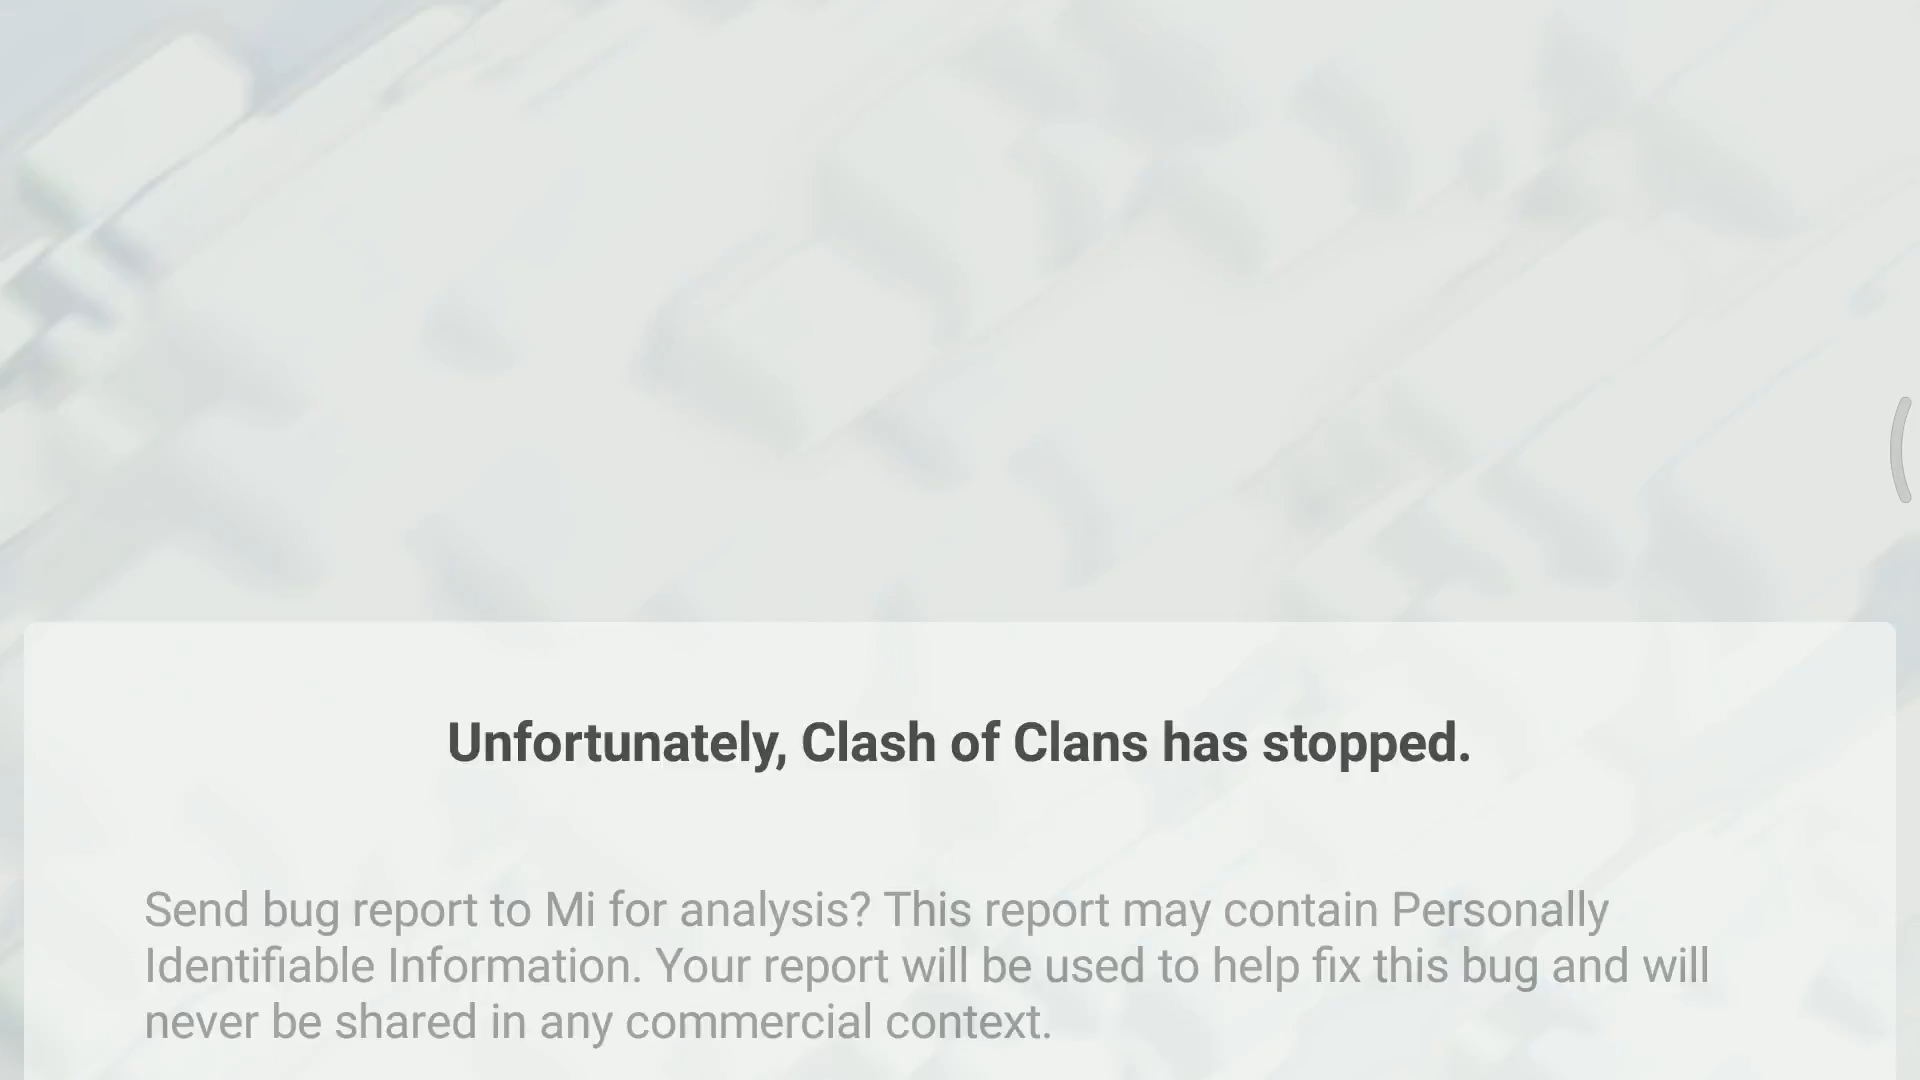 Unfortunately, Clash of Clans has stopped.
Send bug report to Mi for analysis? This report may contain Personally
Identifiable Information. Your report will be used to help fix this bug and will
never be shared in any commercial context.